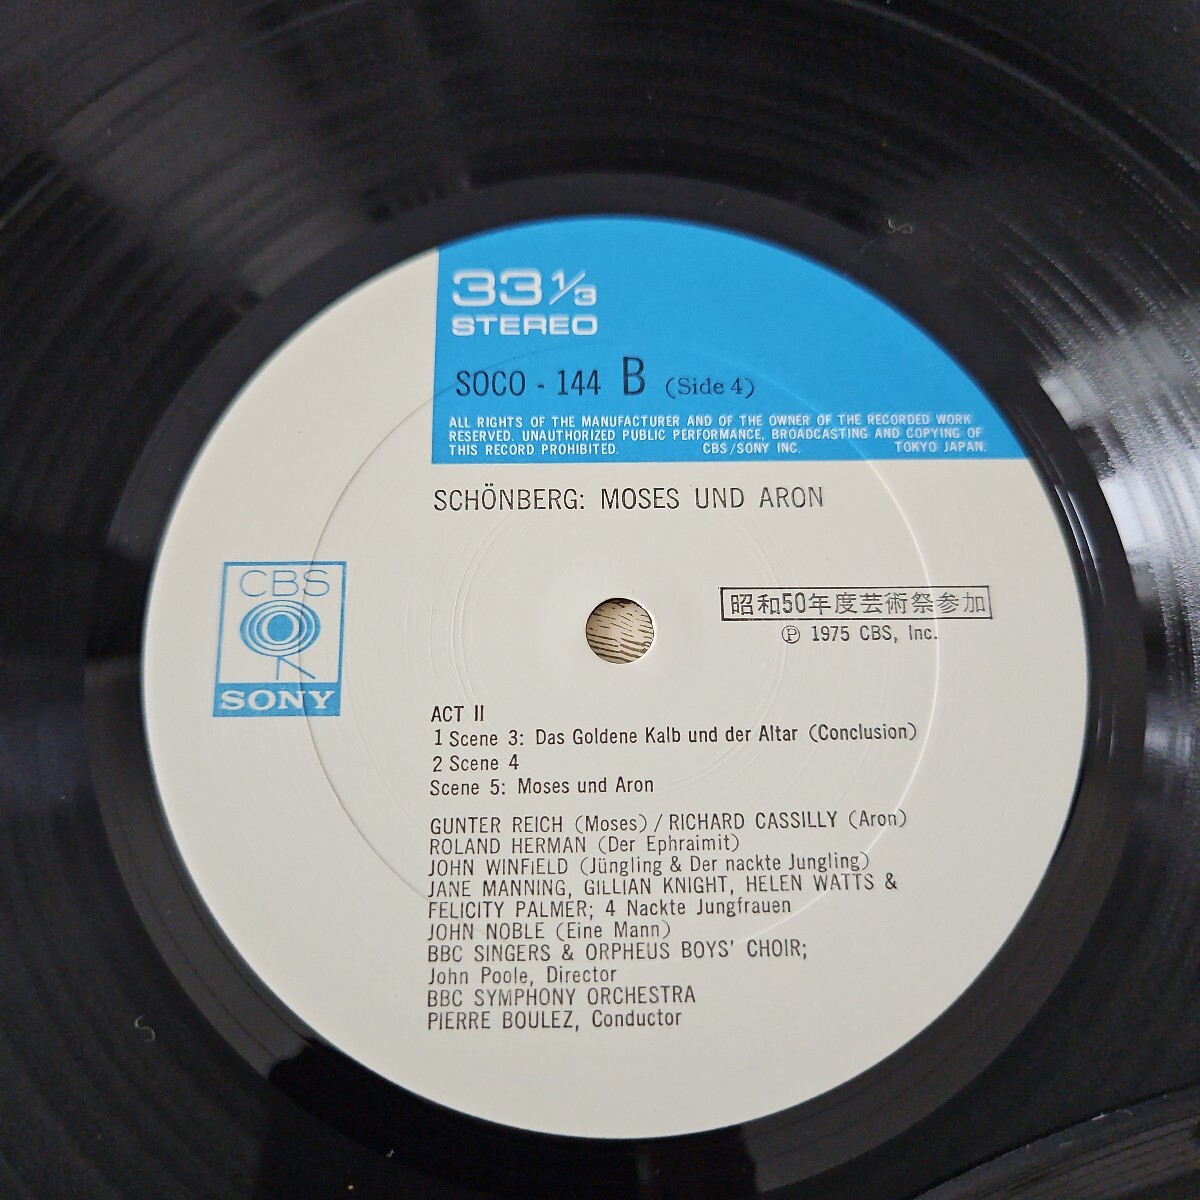 33 1/3
STEREO
SOCO - 144 B (Side 4)
ALL RIGHTS OF THE MANUFACTURER AND OF THE OWNER OF THE RECORDED WORK
RESERVED. UNAUTHORIZED PUBLIC PERFORMANCE, BROADCASTING AND COPYING OF
THIS RECORD PROHIBITED. CBS/SONY INC. TOKYO JAPAN.
SCHÖNBERG: MOSES UND ARON
CBS
SONY
昭和50年度芸術祭参加
℗ 1975 CBS, Inc.
ACT II
1 Scene 3: Das Goldene Kalb und der Altar (Conclusion)
2 Scene 4
Scene 5: Moses und Aron
GUNTER REICH (Moses) / RICHARD CASSILLY (Aron)
ROLAND HERMAN (Der Ephraimit)
JOHN WINFIELD (Jüngling & Der nackte Jungling)
JANE MANNING, GILLIAN KNIGHT, HELEN WATTS &
FELICITY PALMER; 4 Nackte Jungfrauen
JOHN NOBLE (Eine Mann)
BBC SINGERS & ORPHEUS BOYS' CHOIR;
John Poole, Director
BBC SYMPHONY ORCHESTRA
PIERRE BOULEZ, Conductor